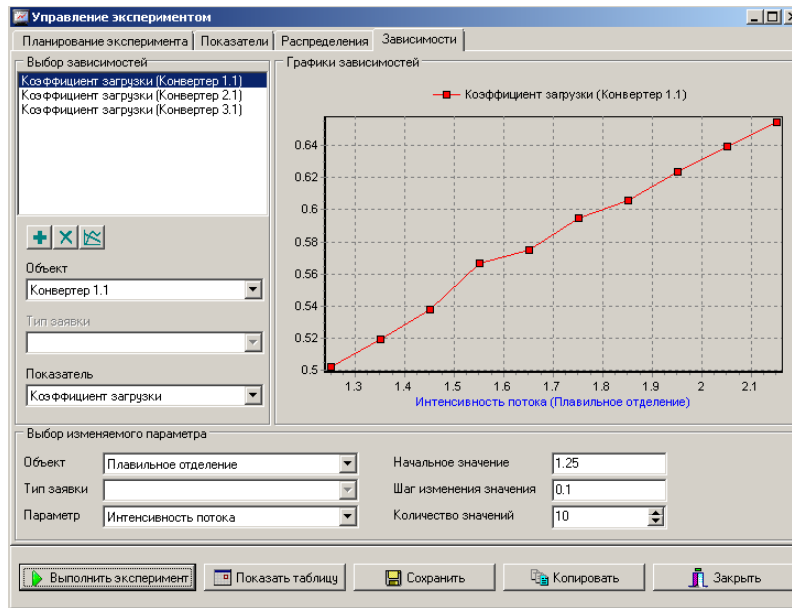 Управление экспериментом
Планирование эксперимента Показатели Распределения Зависимости
Выбор зависимостей
Коэффициент загрузки (Конвертер 1.1)
Коэффициент загрузки (Конвертер 2.1)
Коэффициент загрузки (Конвертер 3.1)
Объект
Конвертер 1.1
Тип заявки
Показатель
Коэффициент загрузки
Графики зависимостей
Коэффициент загрузки (Конвертер 1.1)
0.64
0.62
0.6
0.58
0.56
0.54
0.52
0.5
1.3 1.4 1.5 1.6 1.7 1.8 1.9 2 2.1
Интенсивность потока (Плавильное отделение)
Выбор изменяемого параметра
Объект Плавильное отделение
Тип заявки
Параметр Интенсивность потока
Начальное значение 1.25
Шаг изменения значения 0.1
Количество значений 10
Выполнить эксперимент Показать таблицу Сохранить Копировать Закрыть